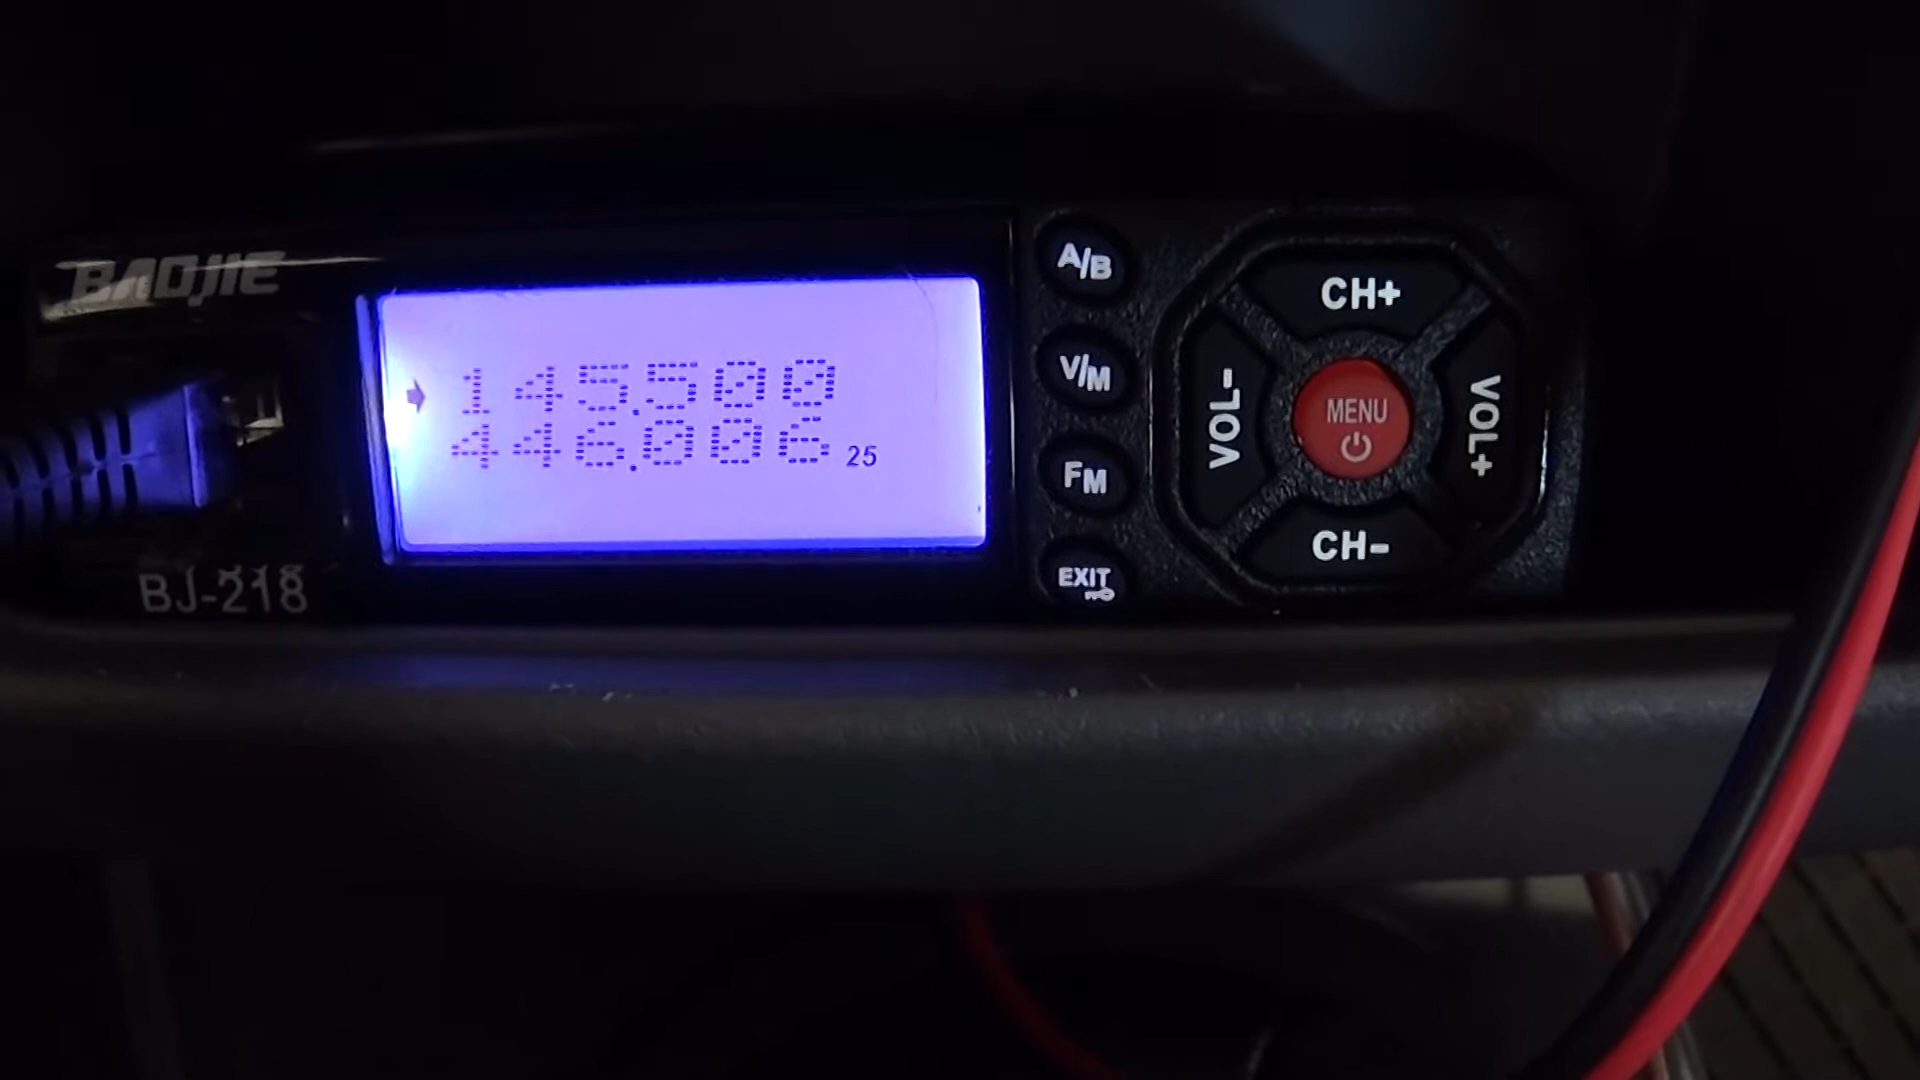 BAOJIE
145.500
446.006 25
BJ-218
A/B
V/M
FM
EXIT
CH+
VOL-
MENU
VOL+
CH-